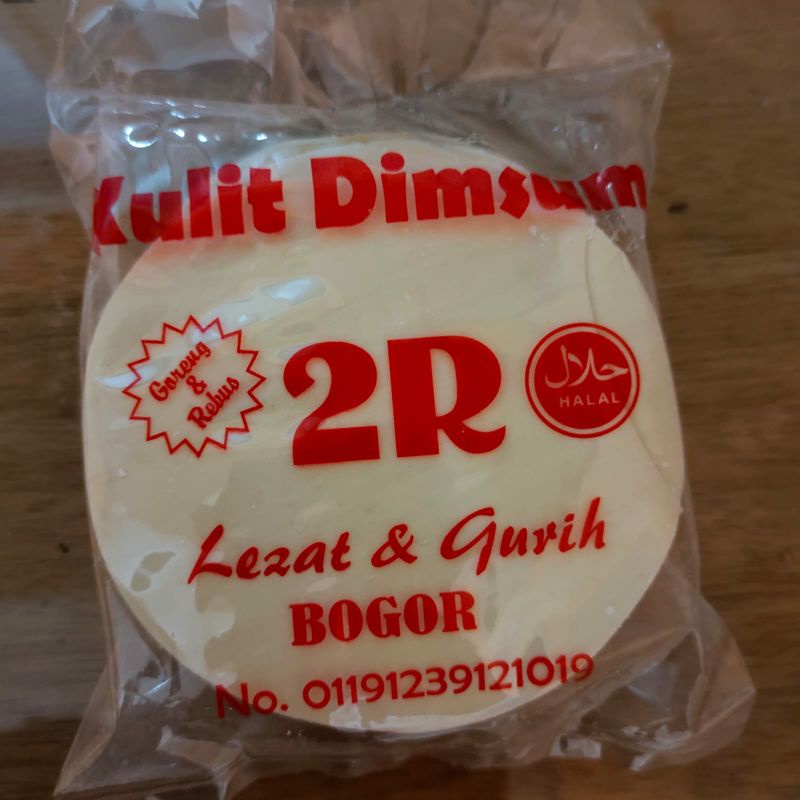 Kulit Dimsum
Goreng
&
Rebus
2R
حلال
HALAL
Lezat & Gurih
BOGOR
No. 01191239121019